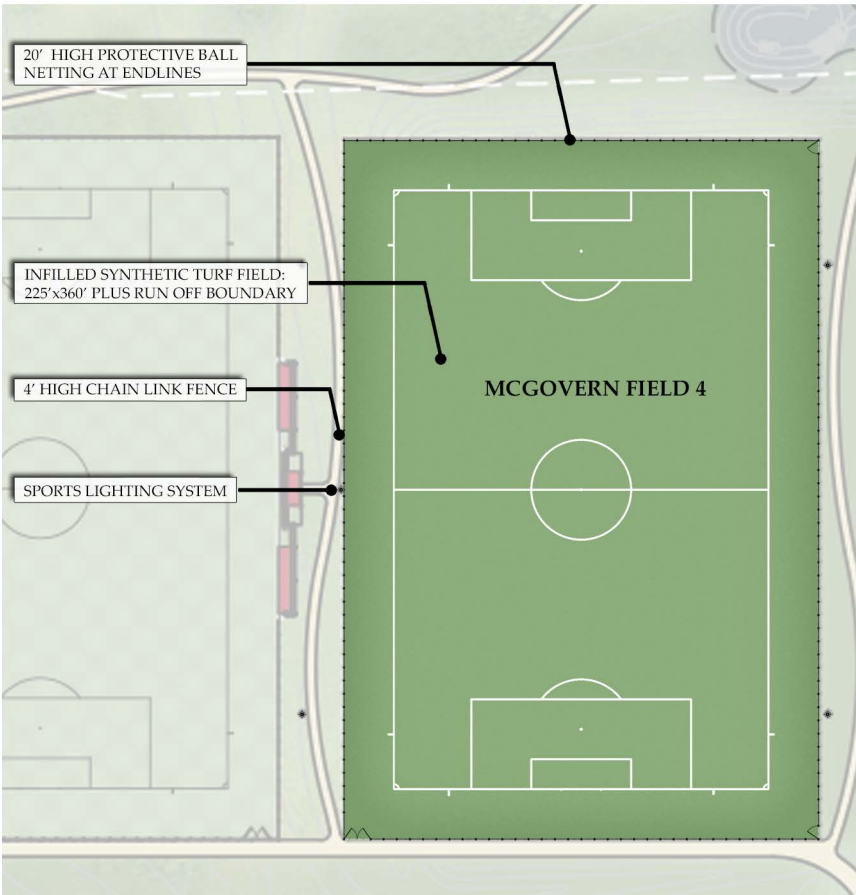 20' HIGH PROTECTIVE BALL
NETTING AT ENDLINES
INFILLED SYNTHETIC TURF FIELD:
225'x360' PLUS RUN OFF BOUNDARY
MCGOVERN FIELD 4
4' HIGH CHAIN LINK FENCE
SPORTS LIGHTING SYSTEM